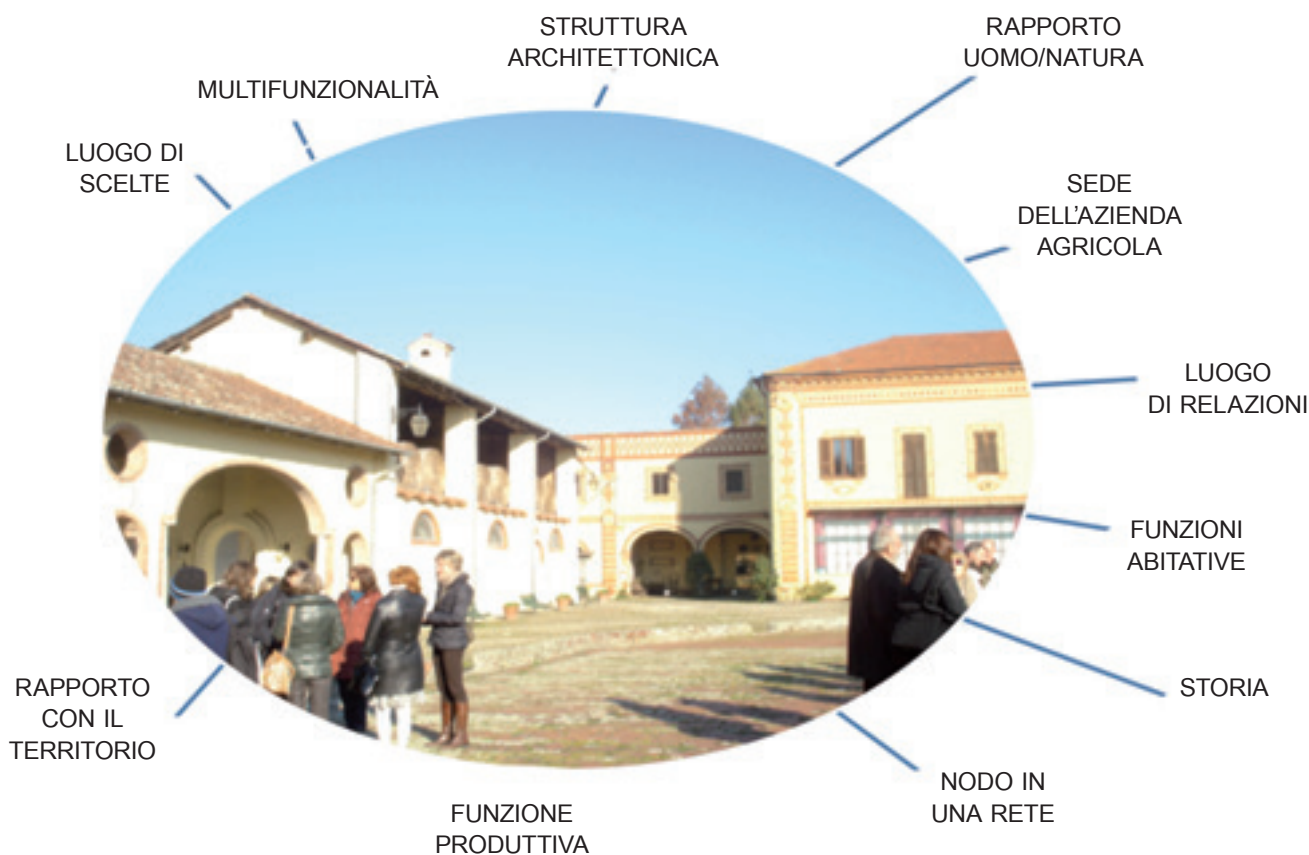 STRUTTURA
ARCHITETTONICA
RAPPORTO
UOMO/NATURA
MULTIFUNZIONALITÀ
LUOGO DI
SCELTE
SEDE
DELL'AZIENDA
AGRICOLA
LUOGO
DI RELAZIONI
FUNZIONI
ABITATIVE
STORIA
RAPPORTO
CON IL
TERRITORIO
NODO IN
UNA RETE
FUNZIONE
PRODUTTIVA